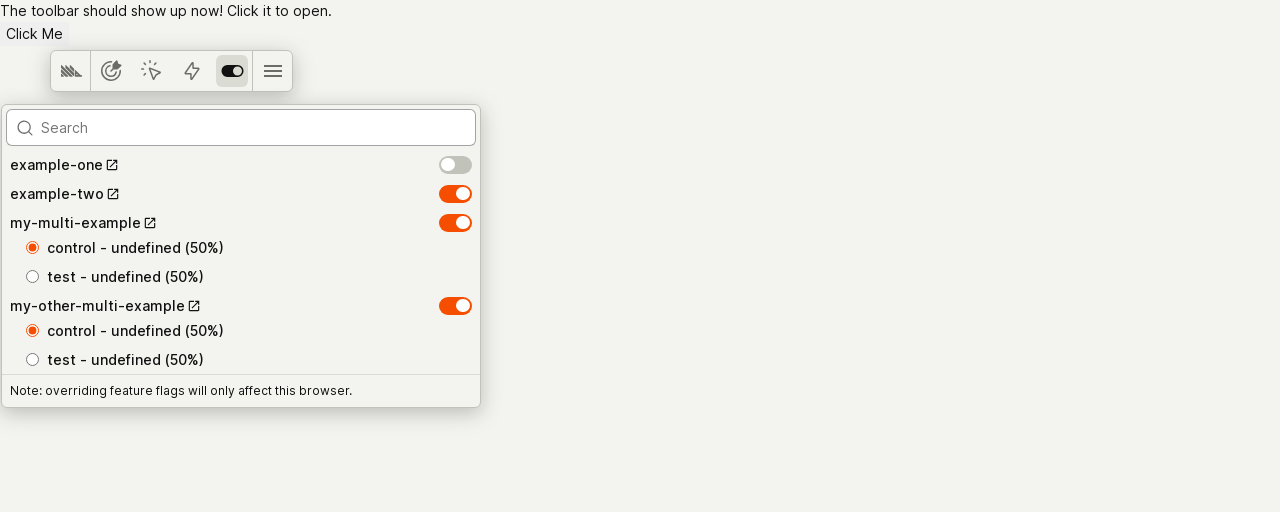 The toolbar should show up now! Click it to open.
Click Me
Search
example-one
example-two
my-multi-example
control - undefined (50%)
test - undefined (50%)
my-other-multi-example
control - undefined (50%)
test - undefined (50%)
Note: overriding feature flags will only affect this browser.